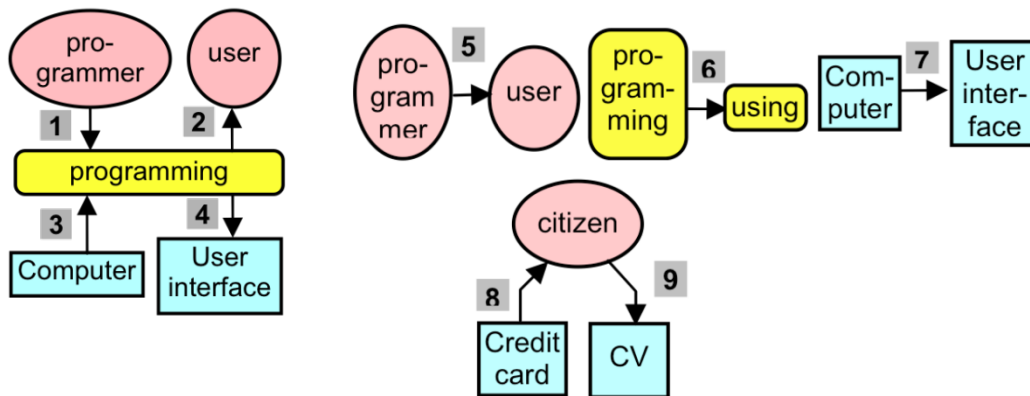 pro-
grammer
user
1
2
programming
3
4
Computer
User
interface
pro-
gram
mer
5
user
pro-
gram-
ming
6
using
Com-
puter
7
User
inter-
face
citizen
8
9
Credit
card
CV